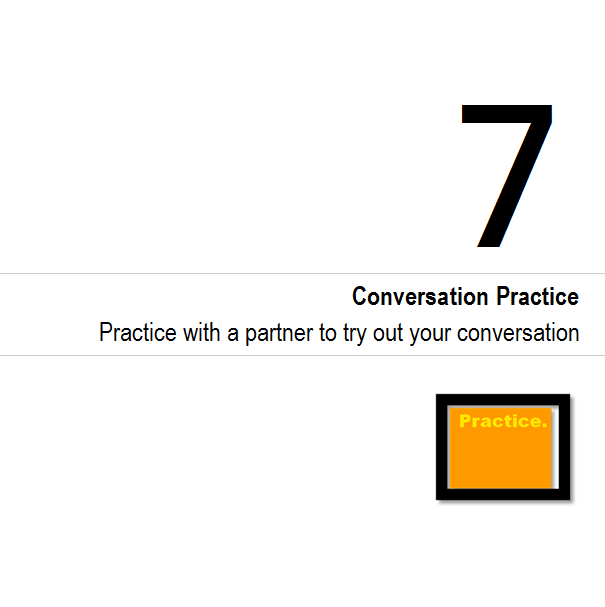 7
Conversation Practice
Practice with a partner to try out your conversation
Practice.